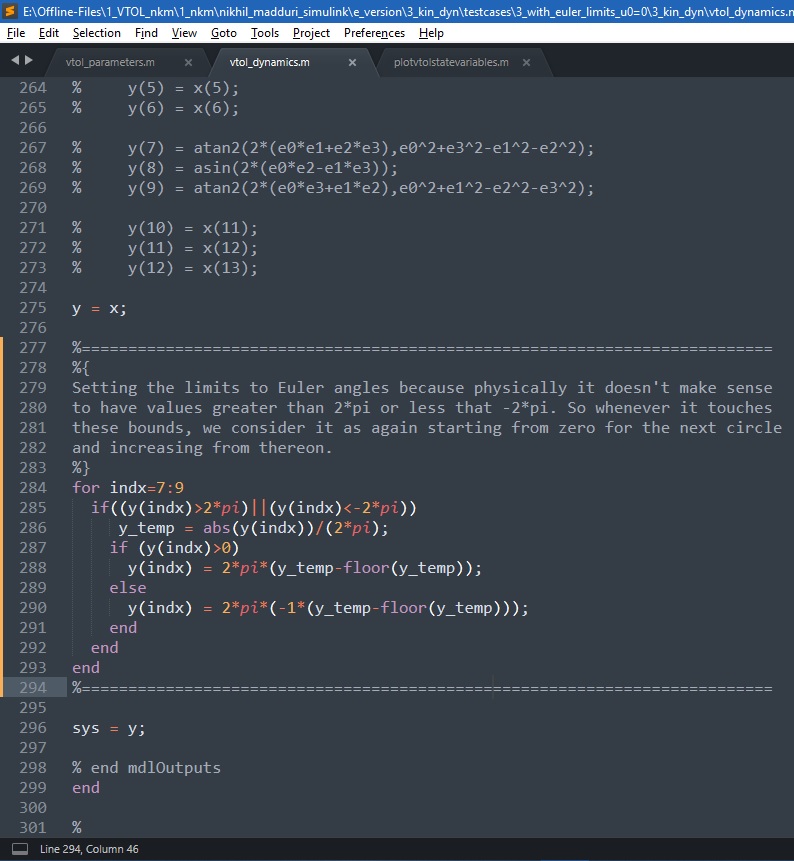 E:\Offline-Files\1_VTOL_nkm\1_nkm\nikhil_madduri_simulink\e_version\3_kin_dyn\testcases\3_with_euler_limits_u0=0\3_kin_dyn\vtol_dynamics.m
File Edit Selection Find View Goto Tools Project Preferences Help
vtol_parameters.m × vtol_dynamics.m × plotvtolstatevariables.m ×
264 % y(5) = x(5);
265 % y(6) = x(6);
266
267 % y(7) = atan2(2*(e0*e1+e2*e3),e0^2+e3^2-e1^2-e2^2);
268 % y(8) = asin(2*(e0*e2-e1*e3));
269 % y(9) = atan2(2*(e0*e3+e1*e2),e0^2+e1^2-e2^2-e3^2);
270
271 % y(10) = x(11);
272 % y(11) = x(12);
273 % y(12) = x(13);
274
275 y = x;
276
277 %==========================================================================
278 %{
279 Setting the limits to Euler angles because physically it doesn't make sense
280 to have values greater than 2*pi or less that -2*pi. So whenever it touches
281 these bounds, we consider it as again starting from zero for the next circle
282 and increasing from thereon.
283 %}
284 for indx=7:9
285 if((y(indx)>2*pi)||(y(indx)<-2*pi))
286 y_temp = abs(y(indx))/(2*pi);
287 if (y(indx)>0)
288 y(indx) = 2*pi*(y_temp-floor(y_temp));
289 else
290 y(indx) = 2*pi*(-1*(y_temp-floor(y_temp)));
291 end
292 end
293 end
294 %==========================================================================
295
296 sys = y;
297
298 % end mdlOutputs
299 end
300
301 %
Line 294, Column 46